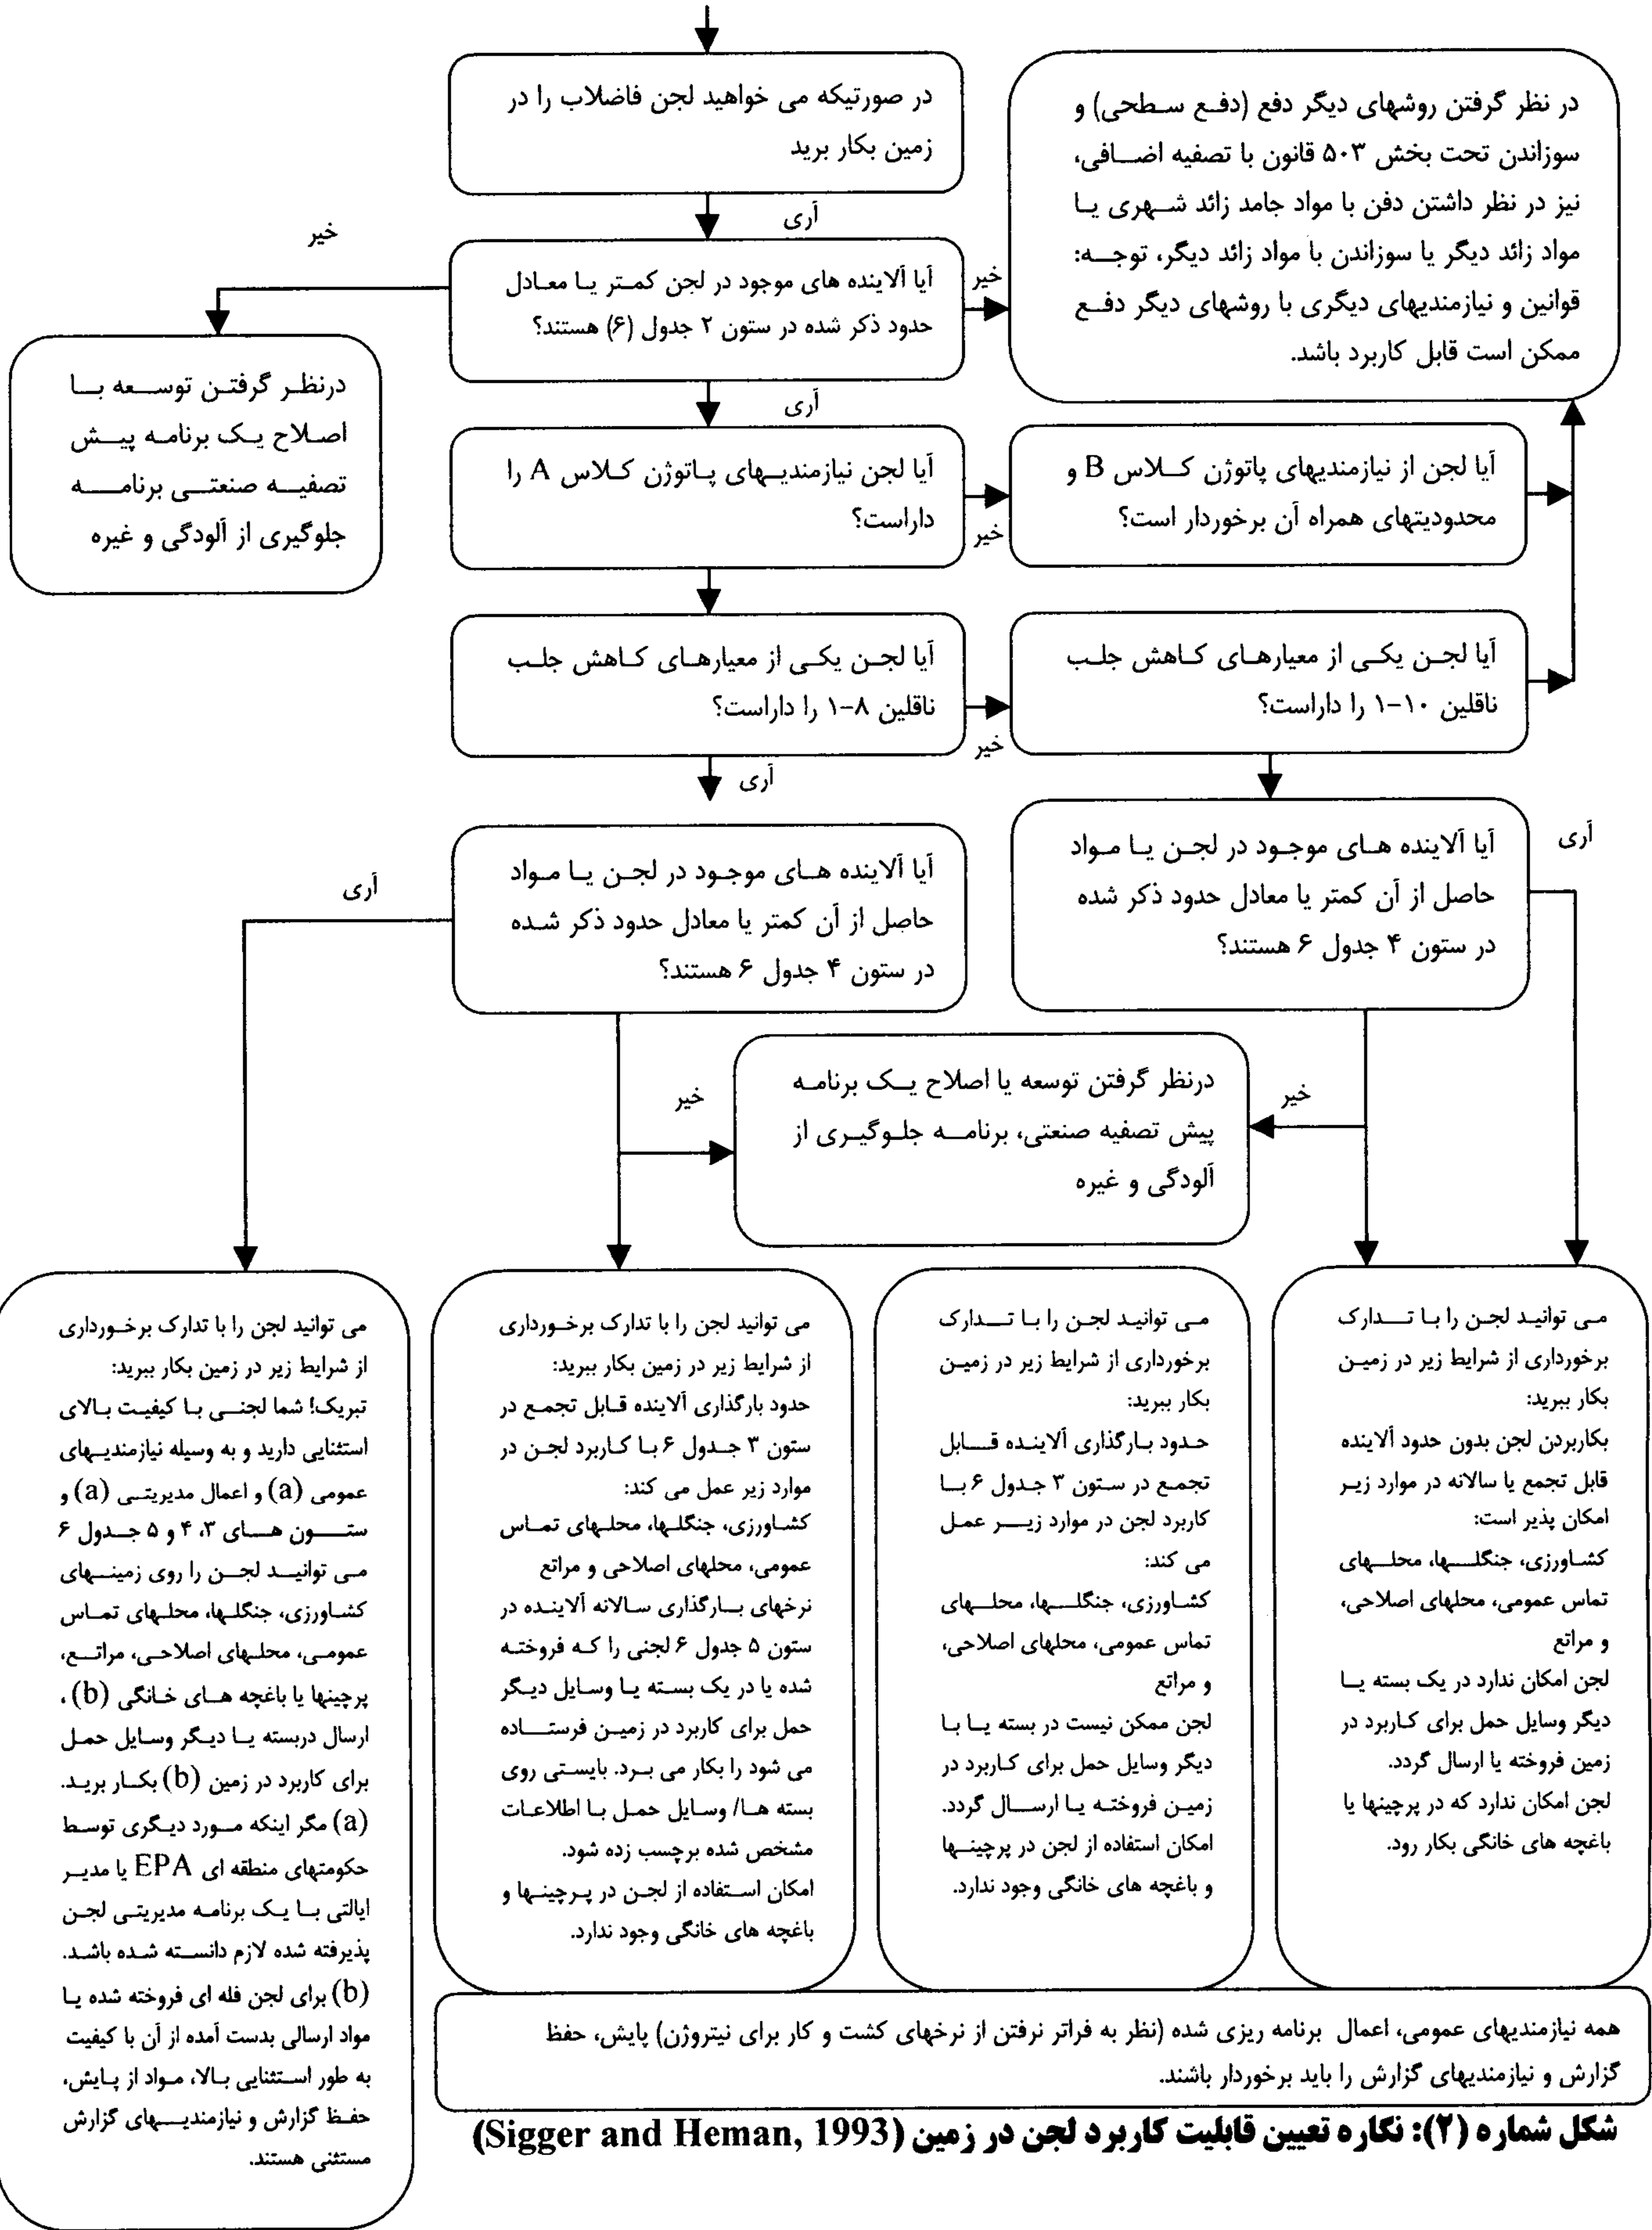 در صورتیکه می خواهید لجن فاضلاب را در
زمین بکار برید
آری
در نظر گرفتن روشهای دیگر دفع (دفع سطحی) و
سوزاندن تحت بخش ۵۰۳ قانون با تصفیه اضافی،
نیز در نظر داشتن دفن با مواد جامد زائد شهری یا
مواد زائد دیگر یا سوزاندن با مواد زائد دیگر، توجه:
قوانین و نیازمندیهای دیگری با روشهای دیگر دفع
ممکن است قابل کاربرد باشد.
آیا آلاینده های موجود در لجن کمتر یا معادل
حدود ذکر شده در ستون ۲ جدول (۶) هستند؟
خیر
خیر
آری
درنظر گرفتن توسعه با
اصلاح یک برنامه پیش
تصفیه صنعتی برنامه
جلوگیری از آلودگی و غیره
آیا لجن نیازمندیهای پاتوژن کلاس A را
داراست؟
خیر
آیا لجن از نیازمندیهای پاتوژن کلاس B و
محدودیتهای همراه آن برخوردار است؟
آیا لجن یکی از معیارهای کاهش جلب
ناقلین ۸-۱ را داراست؟
خیر
آری
آیا لجن یکی از معیارهای کاهش جلب
ناقلین ۱۰-۱ را داراست؟
آیا آلاینده های موجود در لجن یا مواد
حاصل از آن کمتر یا معادل حدود ذکر شده
در ستون ۴ جدول ۶ هستند؟
آری
آیا آلاینده های موجود در لجن یا مواد
حاصل از آن کمتر یا معادل حدود ذکر شده
در ستون ۴ جدول ۶ هستند؟
آری
درنظر گرفتن توسعه یا اصلاح یک برنامه
پیش تصفیه صنعتی، برنامه جلوگیری از
آلودگی و غیره
خیر
خیر
می توانید لجن را با تدارک
برخورداری از شرایط زیر در زمین
بکار ببرید:
بکاربردن لجن بدون حدود آلاینده
قابل تجمع یا سالانه در موارد زیر
امکان پذیر است:
کشاورزی، جنگلها، محلهای
تماس عمومی، محلهای اصلاحی،
و مراتع
لجن امکان ندارد در یک بسته یا
دیگر وسایل حمل برای کاربرد در
زمین فروخته یا ارسال گردد.
لجن امکان ندارد که در پرچینها یا
باغچه های خانگی بکار رود.
می توانید لجن را با تدارک
برخورداری از شرایط زیر در زمین
بکار ببرید:
حدود بارگذاری آلاینده قابل
تجمع در ستون ۳ جدول ۶ با
کاربرد لجن در موارد زیر عمل
می کند:
کشاورزی، جنگلها، محلهای
تماس عمومی، محلهای اصلاحی،
و مراتع
لجن ممکن نیست در بسته یا با
دیگر وسایل حمل برای کاربرد در
زمین فروخته یا ارسال گردد.
امکان استفاده از لجن در پرچینها
و باغچه های خانگی وجود ندارد.
می توانید لجن را با تدارک برخورداری
از شرایط زیر در زمین بکار ببرید:
حدود بارگذاری آلاینده قابل تجمع در
ستون ۳ جدول ۶ با کاربرد لجن در
موارد زیر عمل می کند:
کشاورزی، جنگلها، محلهای تماس
عمومی، محلهای اصلاحی و مراتع
نرخهای بارگذاری سالانه آلاینده در
ستون ۵ جدول ۶ لجنی را که فروخته
شده یا در یک بسته یا وسایل دیگر
حمل برای کاربرد در زمین فرستاده
می شود را بکار می برد. بایستی روی
بسته ها/ وسایل حمل با اطلاعات
مشخص شده برچسب زده شود.
امکان استفاده از لجن در پرچینها و
باغچه های خانگی وجود ندارد.
می توانید لجن را با تدارک برخورداری
از شرایط زیر در زمین بکار ببرید:
تبریک! شما لجنی با کیفیت بالای
استثنایی دارید و به وسیله نیازمندیهای
عمومی (a) و اعمال مدیریتی (a) و
ستون های ۳، ۴ و ۵ جدول ۶
می توانید لجن را روی زمینهای
کشاورزی، جنگلها، محلهای تماس
عمومی، محلهای اصلاحی، مراتع،
پرچینها یا باغچه های خانگی (b)،
ارسال دربسته یا دیگر وسایل حمل
برای کاربرد در زمین (b) بکار برید.
(a) مگر اینکه مورد دیگری توسط
حکومتهای منطقه ای EPA یا مدیر
ایالتی با یک برنامه مدیریتی لجن
پذیرفته شده لازم دانسته شده باشد.
(b) برای لجن فله ای فروخته شده یا
مواد ارسالی بدست آمده از آن با کیفیت
به طور استثنایی بالا، مواد از پایش،
حفظ گزارش و نیازمندیهای گزارش
مستثنی هستند.
همه نیازمندیهای عمومی، اعمال برنامه ریزی شده (نظر به فراتر نرفتن از نرخهای کشت و کار برای نیتروژن) پایش، حفظ
گزارش و نیازمندیهای گزارش را باید برخوردار باشند.
شکل شماره (۲): نگاره تعیین قابلیت کاربرد لجن در زمین (Sigger and Heman, 1993)